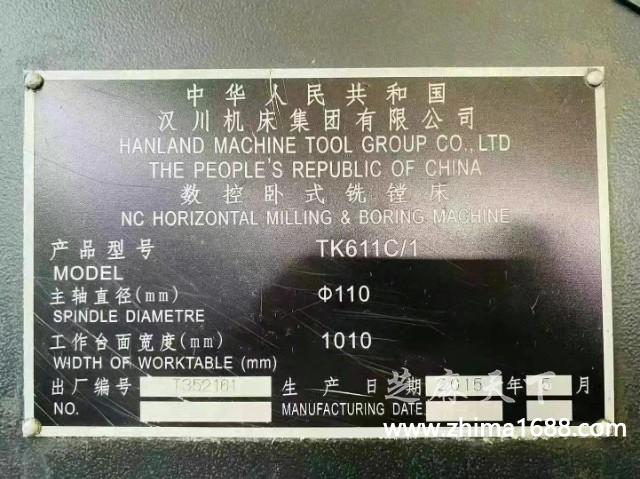 中华人民共和国
汉川机床集团有限公司
HANLAND MACHINE TOOL GROUP CO.,LTD
THE PEOPLE'S REPUBLIC OF CHINA
数控卧式铣镗床
NC HORIZONTAL MILLING & BORING MACHINE
产品型号 TK611C/1
MODEL
主轴直径(mm) Φ110
SPINDLE DIAMETRE
工作台面宽度(mm) 1010
WIDTH OF WORKTABLE (mm)
出厂编号 T352161 生产日期 2015 年 5 月
NO. MANUFACTURING DATE
芝麻天下
www.zhima1688.com